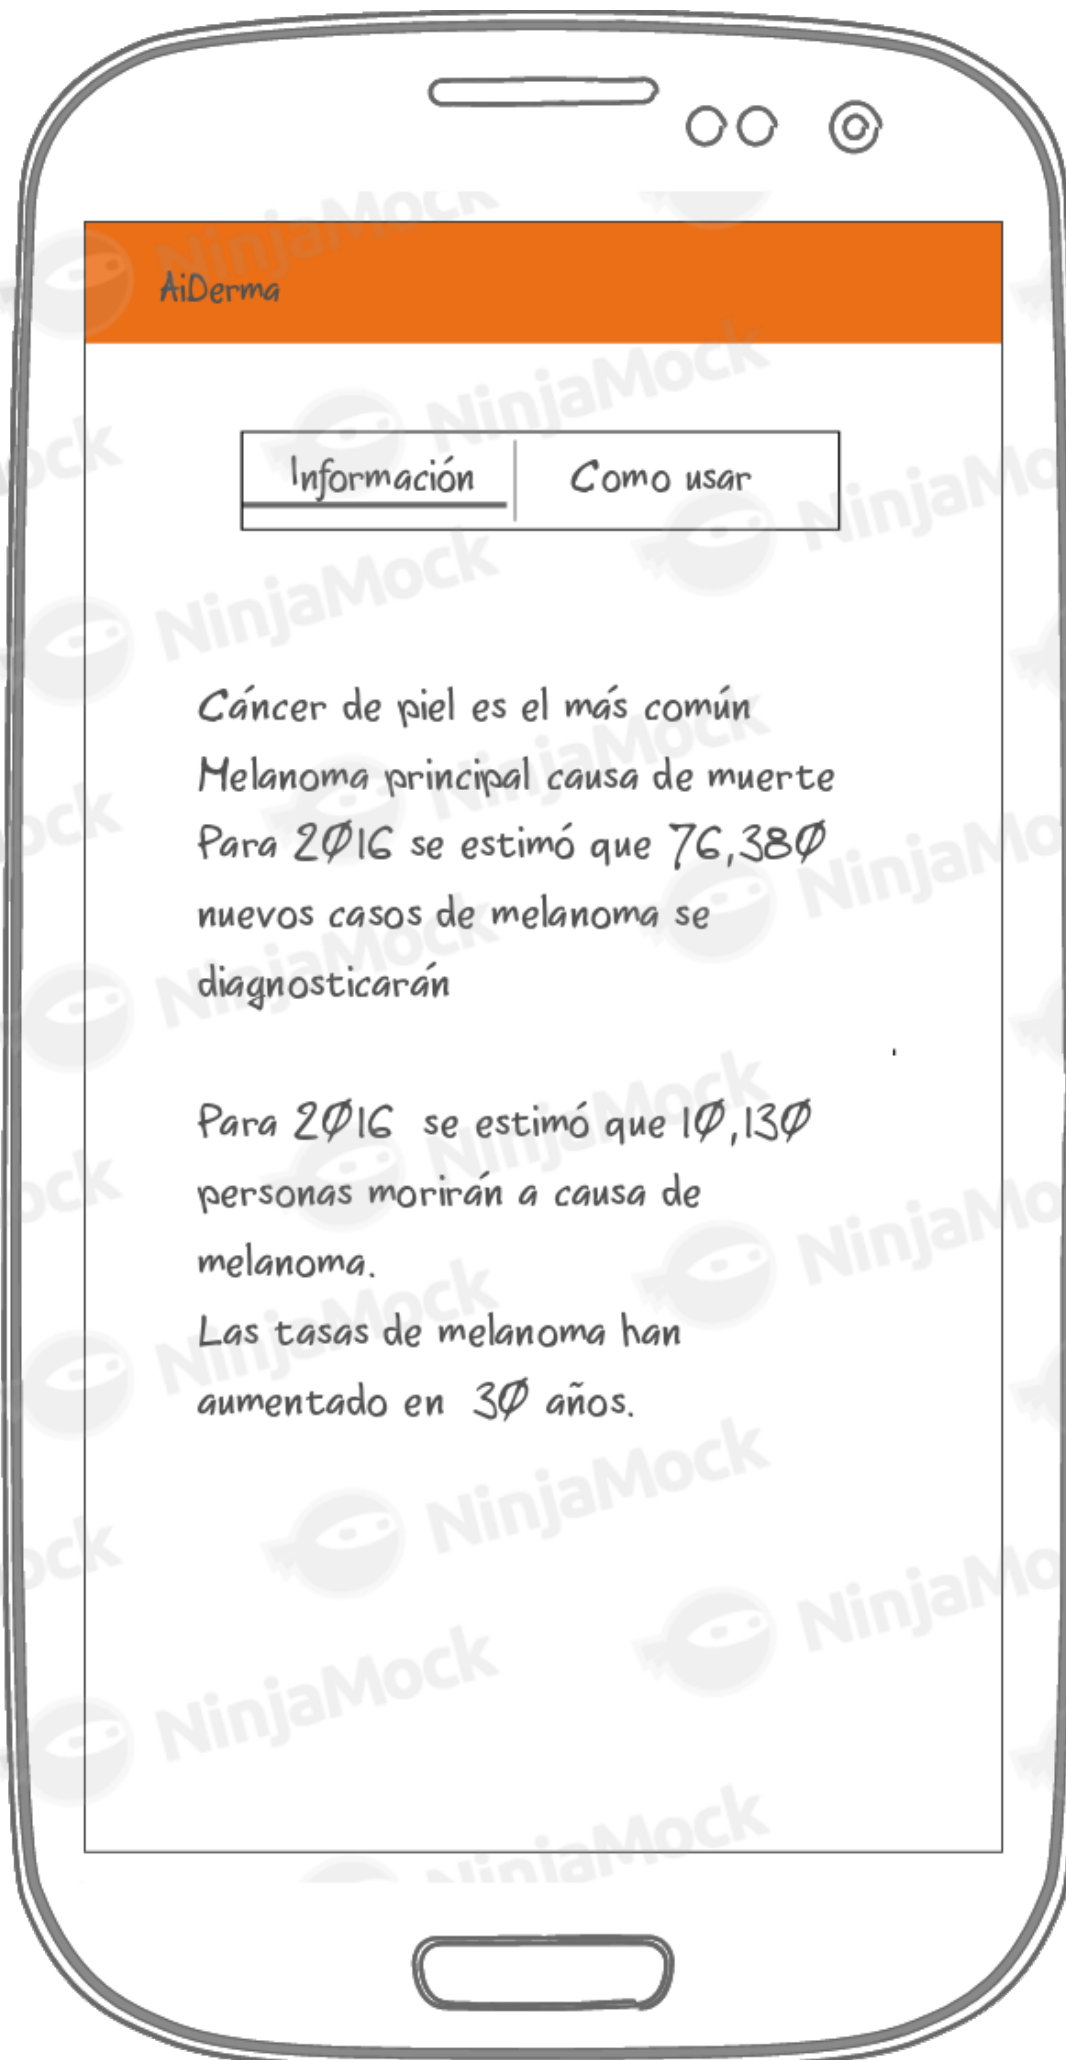 AiDerma
Información
Como usar
Cáncer de piel es el más común
Melanoma principal causa de muerte
Para 2016 se estimó que 76,380
nuevos casos de melanoma se
diagnosticarán
Para 2016 se estimó que 10,130
personas morirán a causa de
melanoma.
Las tasas de melanoma han
aumentado en 30 años.
NinjaMock